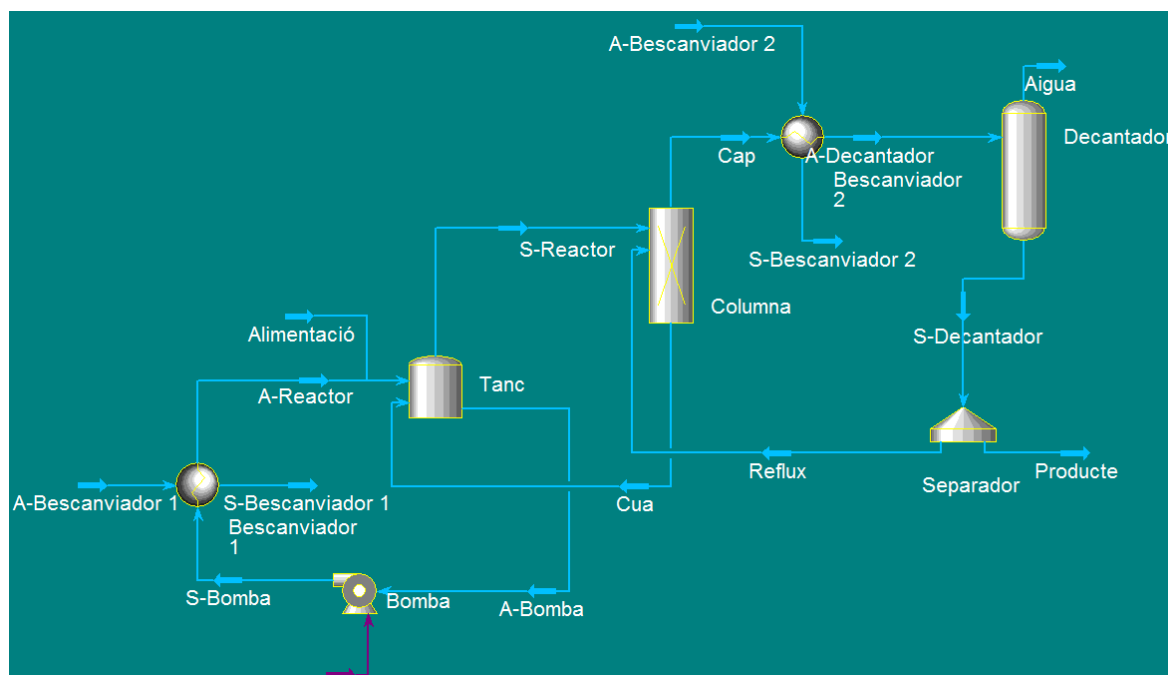 A-Bescanviador 2
Aigua
Decantador
Cap
A-Decantador
Bescanviador
2
S-Reactor
S-Bescanviador 2
Columna
Alimentació
S-Decantador
Tanc
A-Reactor
Reflux
Producte
Separador
A-Bescanviador 1
S-Bescanviador 1
Cua
Bescanviador
1
S-Bomba
Bomba
A-Bomba